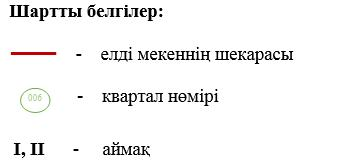 Шартты белгілер:
- елді мекеннің шекарасы
006 - квартал нөмірі
I, II - аймақ